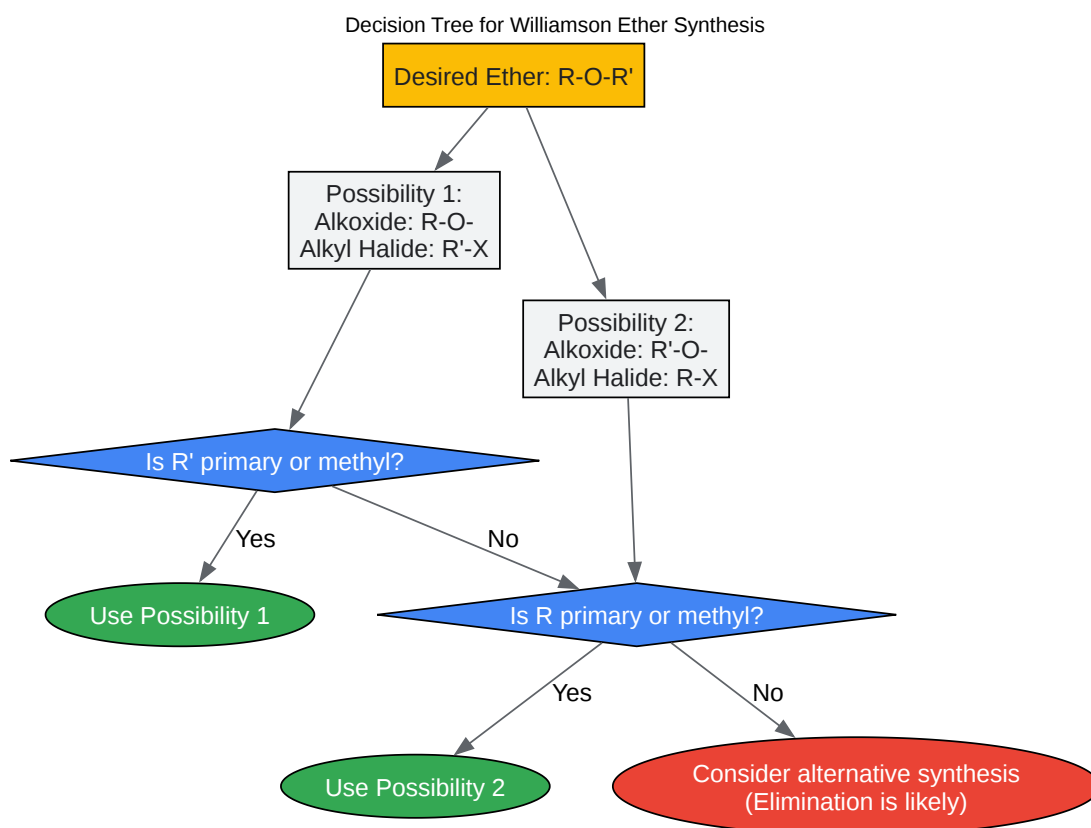 Decision Tree for Williamson Ether Synthesis
Desired Ether: R-O-R'
Possibility 1:
Alkoxide: R-O-
Alkyl Halide: R'-X
Possibility 2:
Alkoxide: R'-O-
Alkyl Halide: R-X
Is R' primary or methyl?
Yes
No
Use Possibility 1
Is R primary or methyl?
Yes
No
Use Possibility 2
Consider alternative synthesis
(Elimination is likely)